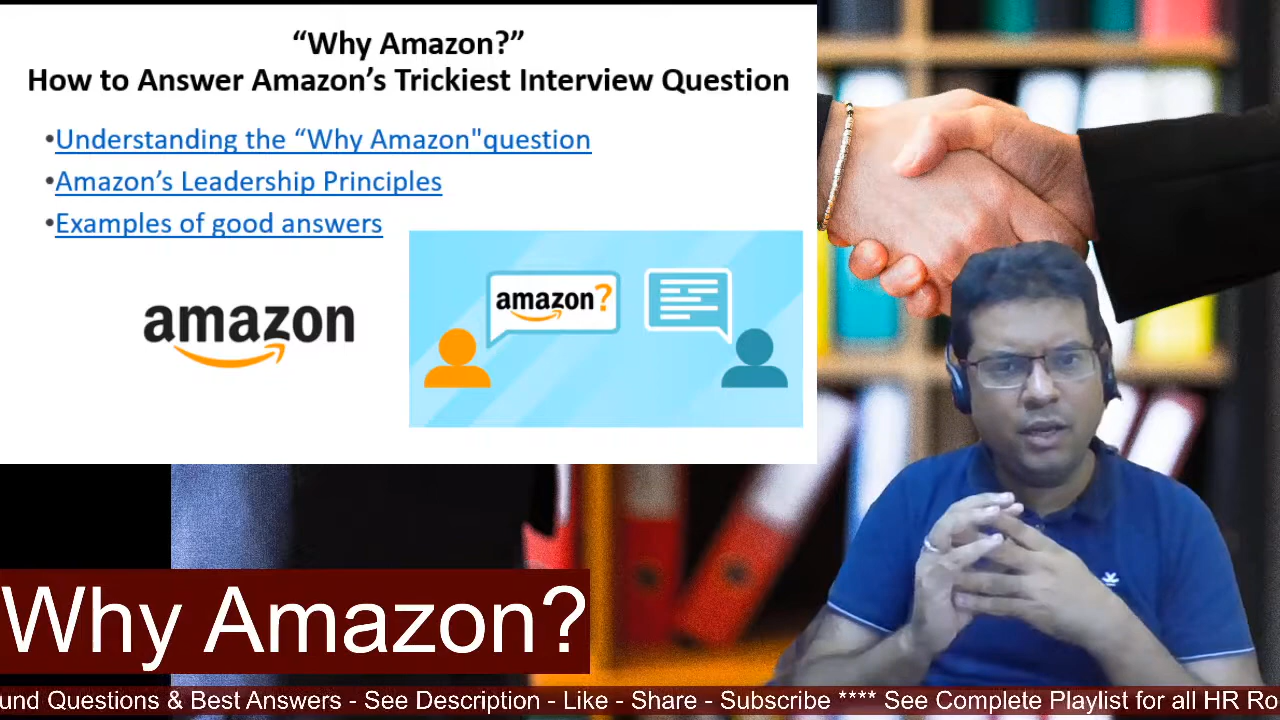 “Why Amazon?”
How to Answer Amazon’s Trickiest Interview Question
•Understanding the “Why Amazon"question
•Amazon’s Leadership Principles
•Examples of good answers
amazon?
amazon
Why Amazon?
und Questions & Best Answers - See Description - Like - Share - Subscribe **** See Complete Playlist for all HR Ro